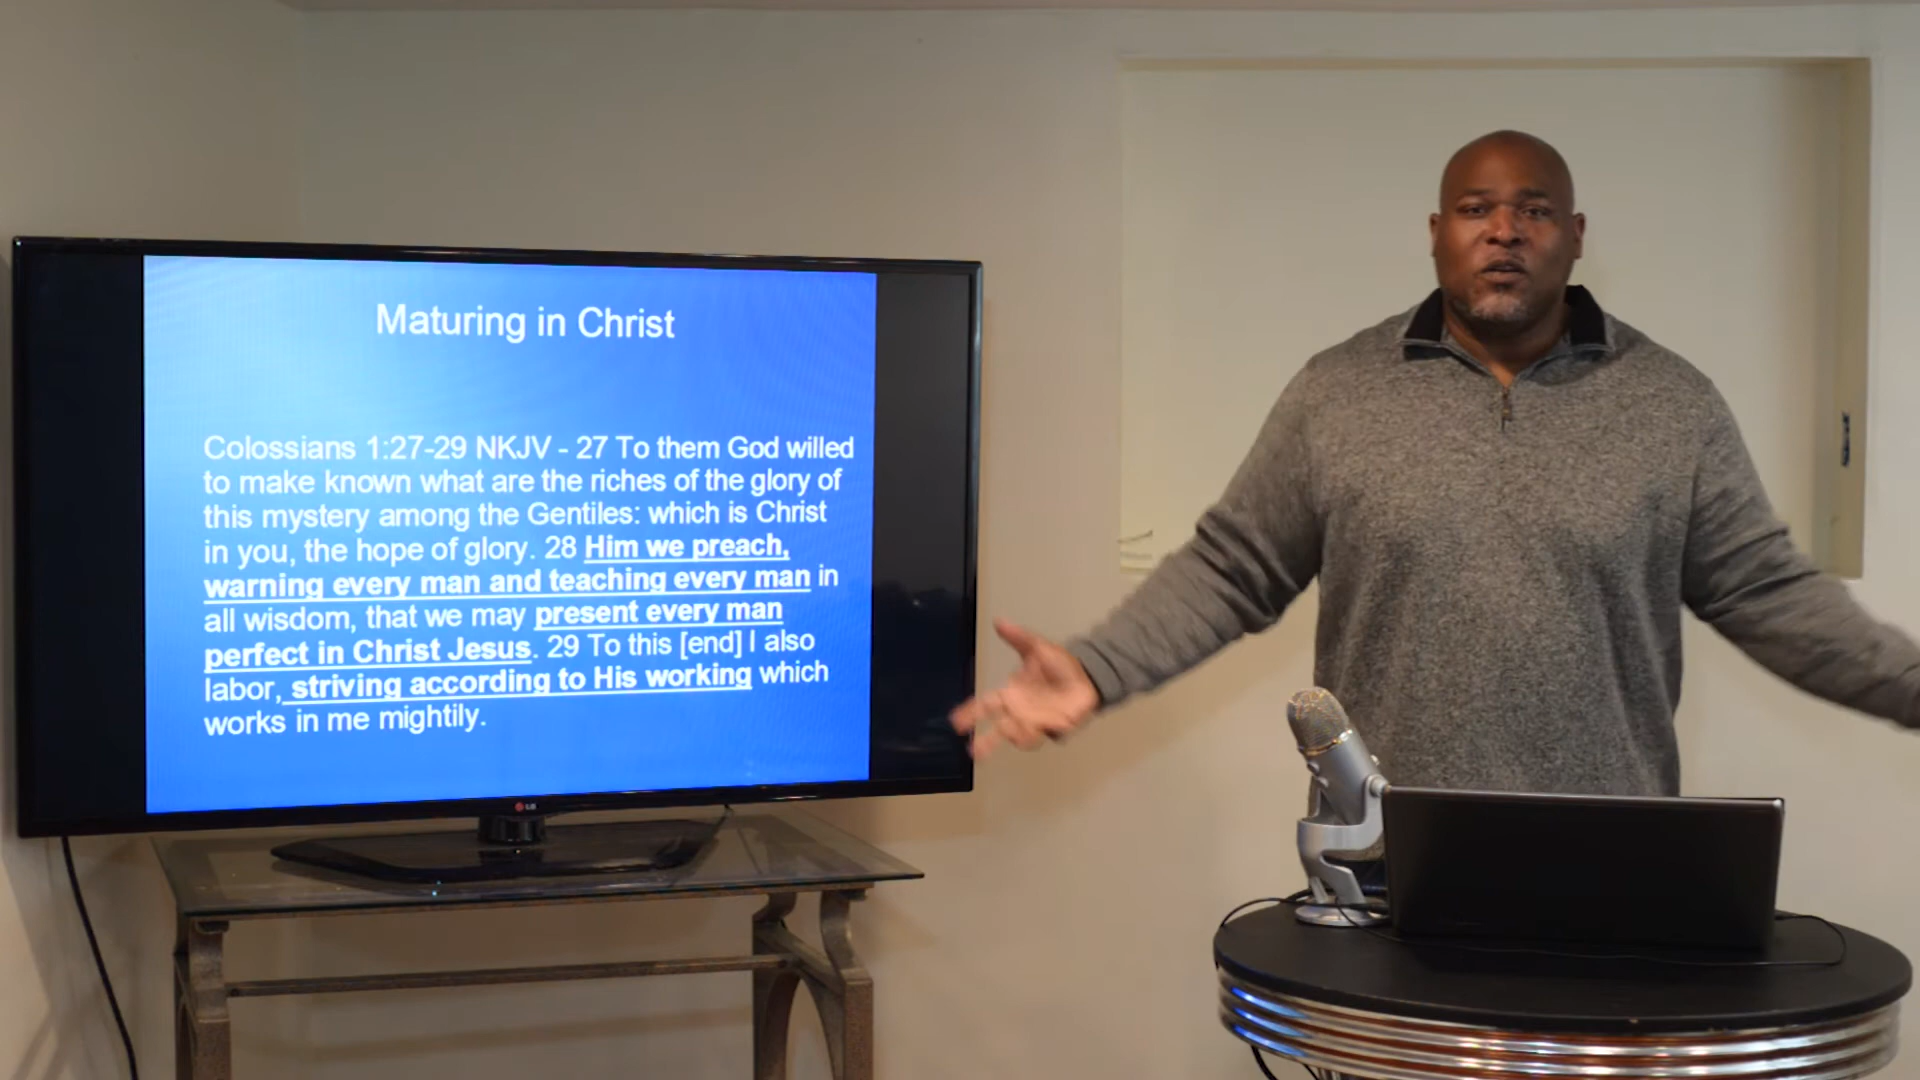 Maturing in Christ
Colossians 1:27-29 NKJV - 27 To them God willed
to make known what are the riches of the glory of
this mystery among the Gentiles: which is Christ
in you, the hope of glory. 28 Him we preach,
warning every man and teaching every man in
all wisdom, that we may present every man
perfect in Christ Jesus. 29 To this [end] I also
labor, striving according to His working which
works in me mightily.
LG